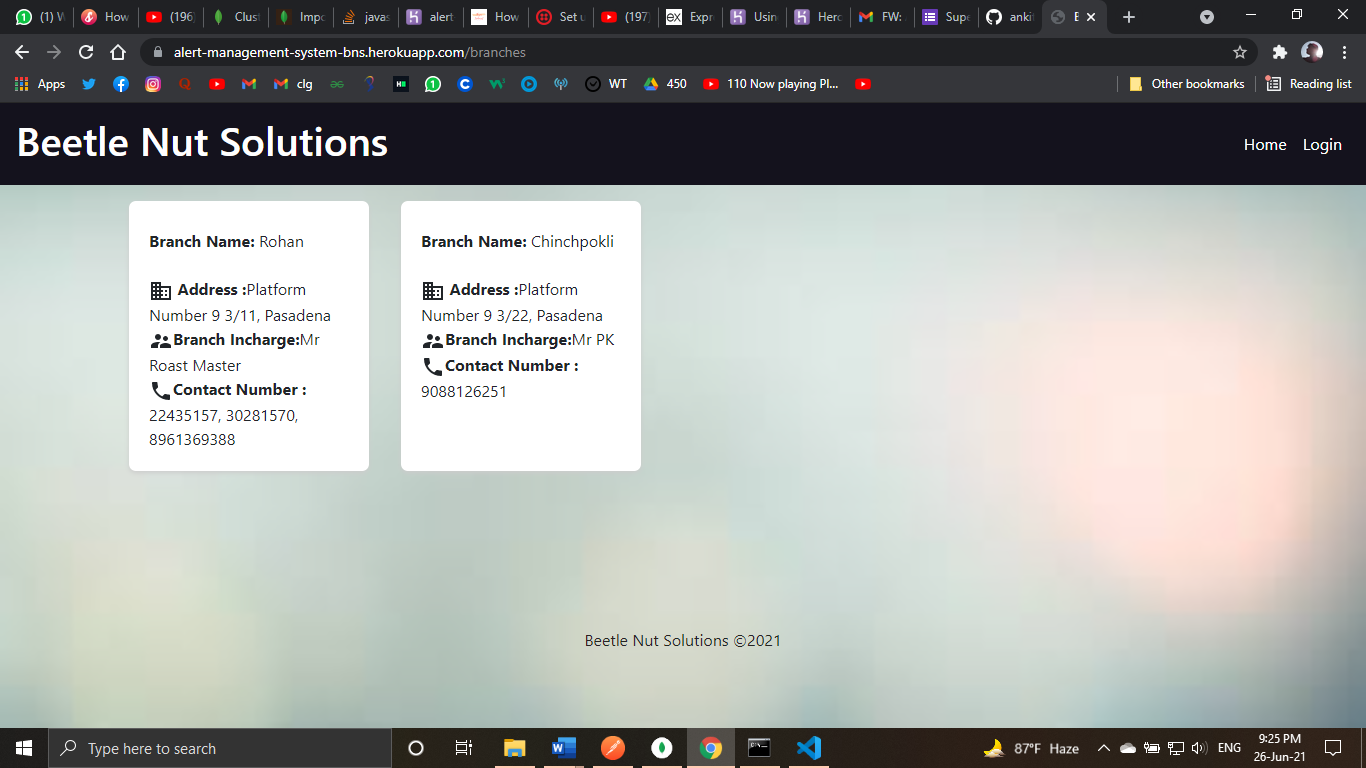 (1) W
How
(196
Clust
Impo
javas
alert
How
Set u
(197
Expr
Usin
Hero
FW:
Supe
ankit
alert-management-system-bns.herokuapp.com/branches
Apps
clg
WT
450
110 Now playing Pl...
Other bookmarks
Reading list
Beetle Nut Solutions
Home Login
Branch Name: Rohan
Address :Platform
Number 9 3/11, Pasadena
Branch Incharge:Mr
Roast Master
Contact Number :
22435157, 30281570,
8961369388
Branch Name: Chinchpokli
Address :Platform
Number 9 3/22, Pasadena
Branch Incharge:Mr PK
Contact Number :
9088126251
Beetle Nut Solutions ©2021
Type here to search
87°F Haze
ENG
9:25 PM
26-Jun-21